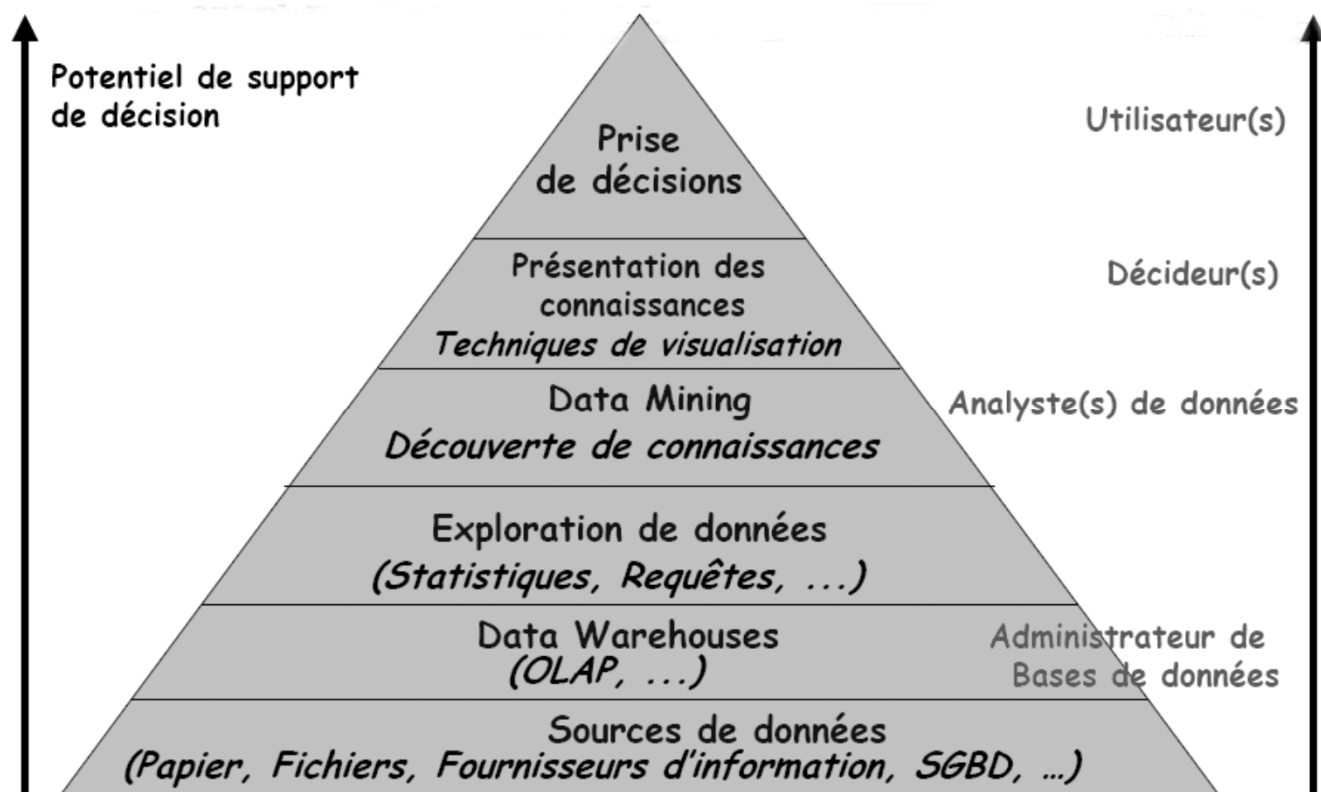 Potentiel de support
de décision
Utilisateur(s)
Prise
de décisions
Présentation des
connaissances
Techniques de visualisation
Décideur(s)
Data Mining
Découverte de connaissances
Analyste(s) de données
Exploration de données
(Statistiques, Requêtes, ...)
Data Warehouses
(OLAP, ...)
Administrateur de
Bases de données
Sources de données
(Papier, Fichiers, Fournisseurs d'information, SGBD, …)